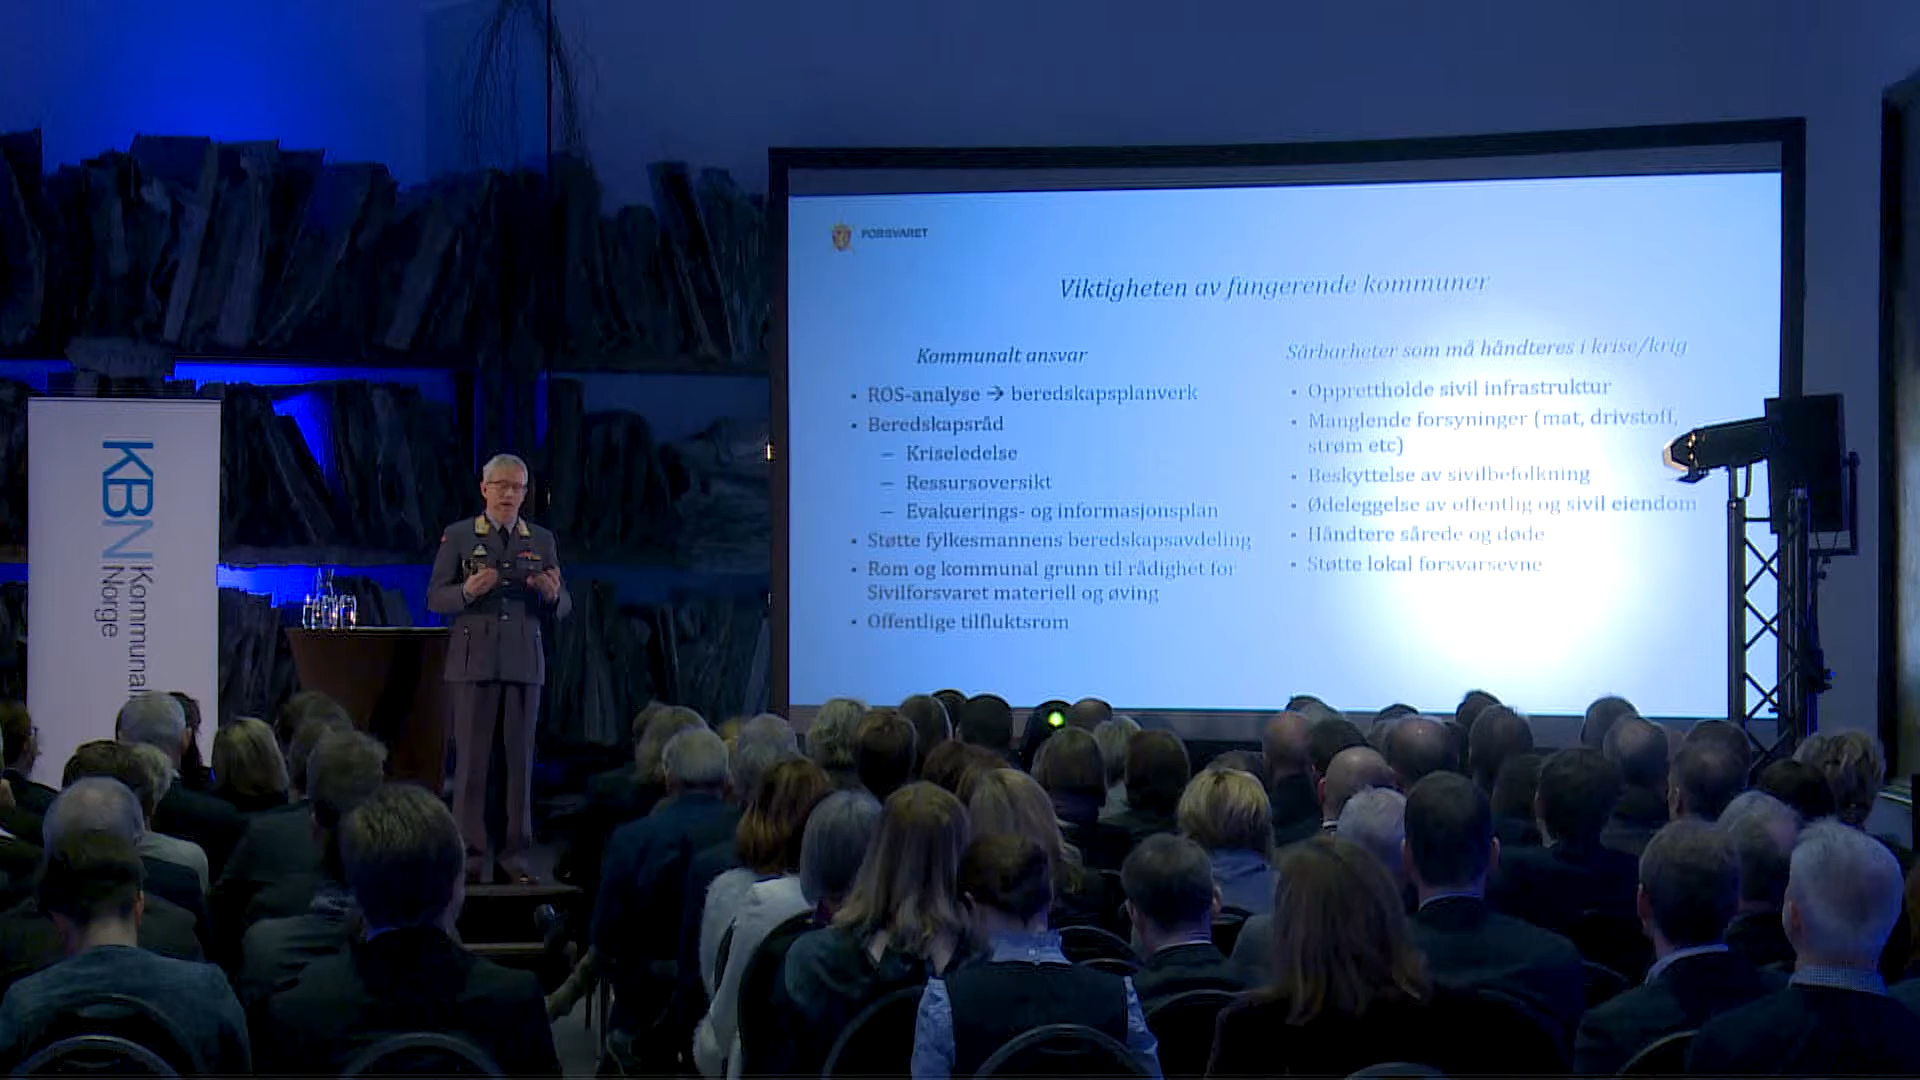 FORSVARET
Viktigheten av fungerende kommuner
Kommunalt ansvar
• ROS-analyse → beredskapsplanverk
• Beredskapsråd
– Kriseledelse
– Ressursoversikt
– Evakuerings- og informasjonsplan
• Støtte fylkesmannens beredskapsavdeling
• Rom og kommunal grunn til rådighet for
Sivilforsvaret materiell og øving
• Offentlige tilfluktsrom
Sårbarheter som må håndteres i krise/krig
• Opprettholde sivil infrastruktur
• Manglende forsyninger (mat, drivstoff,
strøm etc)
• Beskyttelse av sivilbefolkning
• Ødeleggelse av offentlig og sivil eiendom
• Håndtere sårede og døde
• Støtte lokal forsvarsevne
KBN
Kommunal
Norge